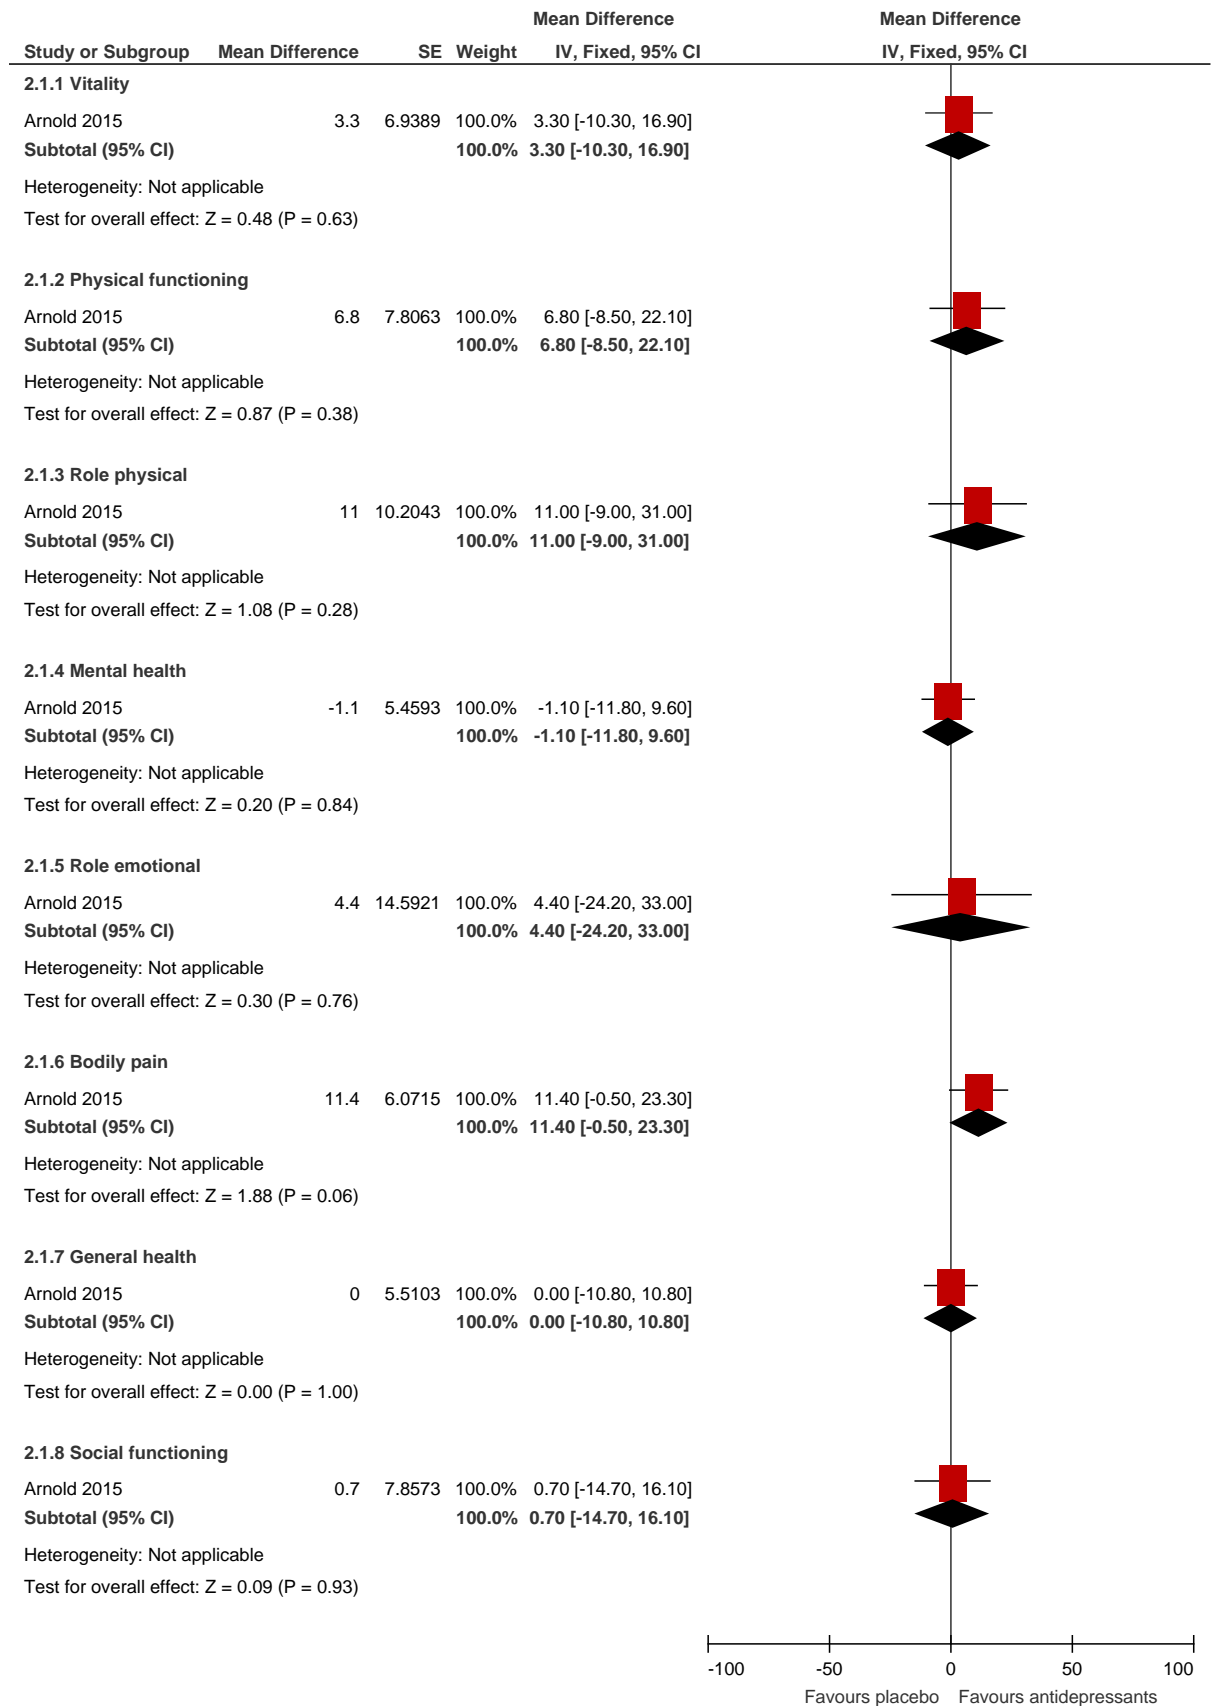 Mean Difference Mean Difference
Study or Subgroup Mean Difference SE Weight IV, Fixed, 95% CI IV, Fixed, 95% CI
2.1.1 Vitality
Arnold 2015 3.3 6.9389 100.0% 3.30 [-10.30, 16.90]
Subtotal (95% CI) 100.0% 3.30 [-10.30, 16.90]
Heterogeneity: Not applicable
Test for overall effect: Z = 0.48 (P = 0.63)
2.1.2 Physical functioning
Arnold 2015 6.8 7.8063 100.0% 6.80 [-8.50, 22.10]
Subtotal (95% CI) 100.0% 6.80 [-8.50, 22.10]
Heterogeneity: Not applicable
Test for overall effect: Z = 0.87 (P = 0.38)
2.1.3 Role physical
Arnold 2015 11 10.2043 100.0% 11.00 [-9.00, 31.00]
Subtotal (95% CI) 100.0% 11.00 [-9.00, 31.00]
Heterogeneity: Not applicable
Test for overall effect: Z = 1.08 (P = 0.28)
2.1.4 Mental health
Arnold 2015 -1.1 5.4593 100.0% -1.10 [-11.80, 9.60]
Subtotal (95% CI) 100.0% -1.10 [-11.80, 9.60]
Heterogeneity: Not applicable
Test for overall effect: Z = 0.20 (P = 0.84)
2.1.5 Role emotional
Arnold 2015 4.4 14.5921 100.0% 4.40 [-24.20, 33.00]
Subtotal (95% CI) 100.0% 4.40 [-24.20, 33.00]
Heterogeneity: Not applicable
Test for overall effect: Z = 0.30 (P = 0.76)
2.1.6 Bodily pain
Arnold 2015 11.4 6.0715 100.0% 11.40 [-0.50, 23.30]
Subtotal (95% CI) 100.0% 11.40 [-0.50, 23.30]
Heterogeneity: Not applicable
Test for overall effect: Z = 1.88 (P = 0.06)
2.1.7 General health
Arnold 2015 0 5.5103 100.0% 0.00 [-10.80, 10.80]
Subtotal (95% CI) 100.0% 0.00 [-10.80, 10.80]
Heterogeneity: Not applicable
Test for overall effect: Z = 0.00 (P = 1.00)
2.1.8 Social functioning
Arnold 2015 0.7 7.8573 100.0% 0.70 [-14.70, 16.10]
Subtotal (95% CI) 100.0% 0.70 [-14.70, 16.10]
Heterogeneity: Not applicable
Test for overall effect: Z = 0.09 (P = 0.93)
-100 -50 0 50 100
Favours placebo Favours antidepressants